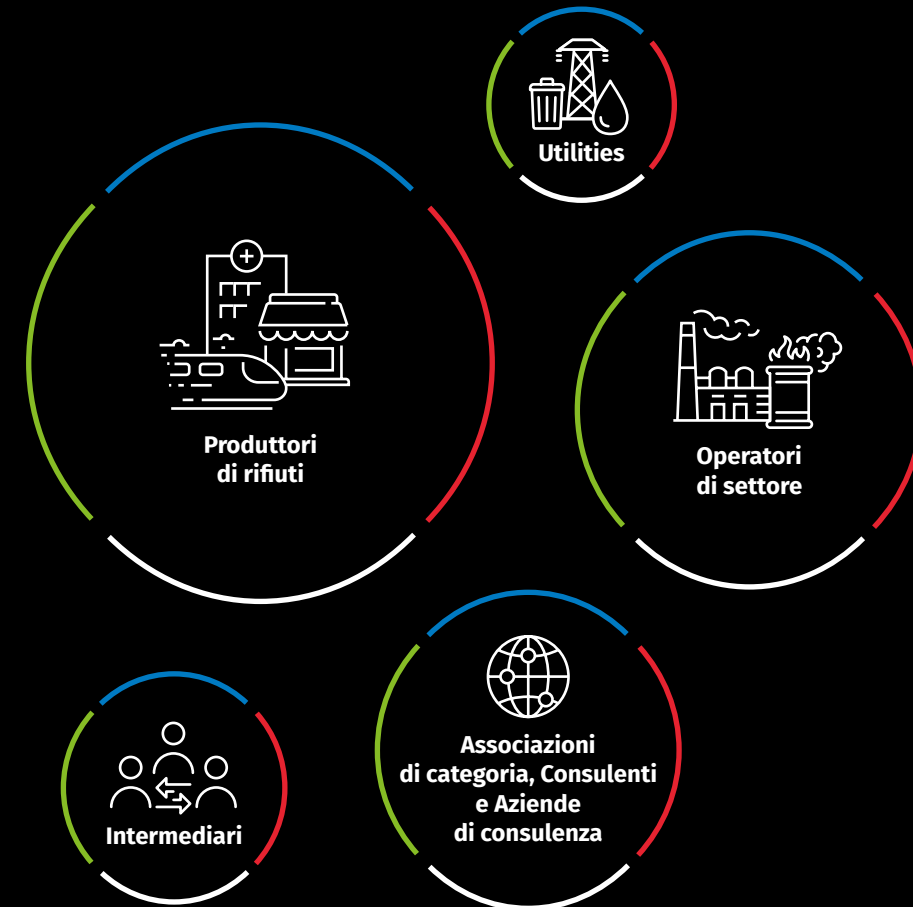 Utilities
Produttori
di rifiuti
Operatori
di settore
Associazioni
di categoria, Consulenti
e Aziende
di consulenza
Intermediari